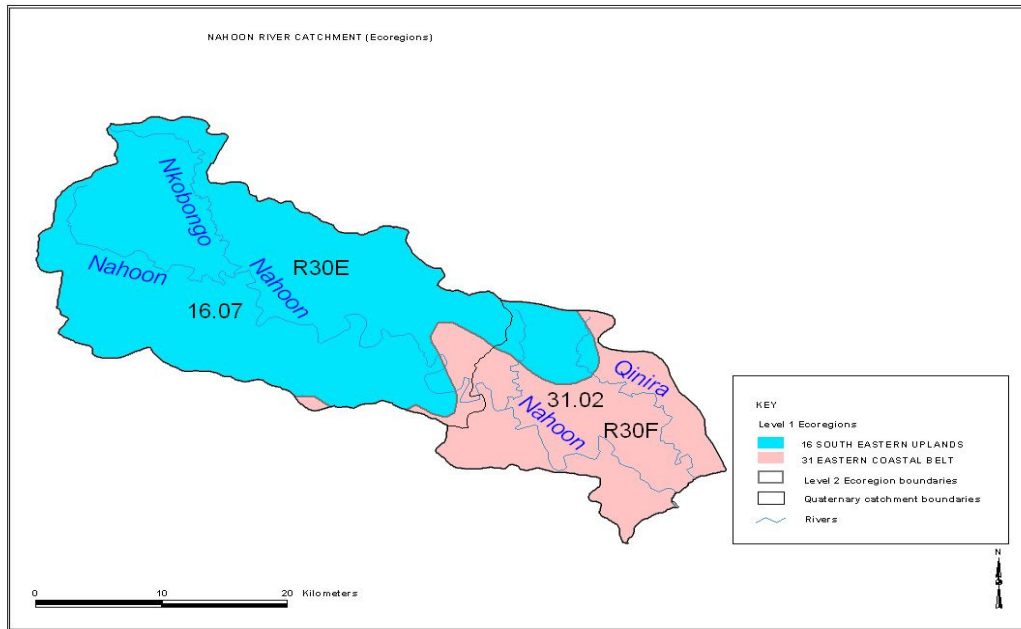 NAHOON RIVER CATCHMENT (Ecoregions)
Nkobongo
Nahoon
Nahoon
R30E
16.07
Qinira
31.02
Nahoon
R30F
KEY
Level 1 Ecoregions
16 SOUTH EASTERN UPLANDS
31 EASTERN COASTAL BELT
Level 2 Ecoregion boundaries
Quaternary catchment boundaries
Rivers
N
0 10 20 Kilometers